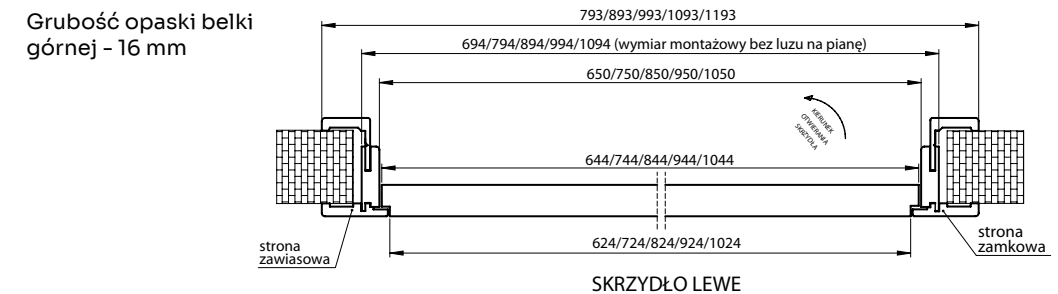 Grubość opaski belki
górnej - 16 mm
793/893/993/1093/1193
694/794/894/994/1094 (wymiar montażowy bez luzu na pianę)
650/750/850/950/1050
KIERUNEK
OTWIERANIA
SKRZYDŁA
644/744/844/944/1044
624/724/824/924/1024
strona
zawiasowa
strona
zamkowa
SKRZYDŁO LEWE